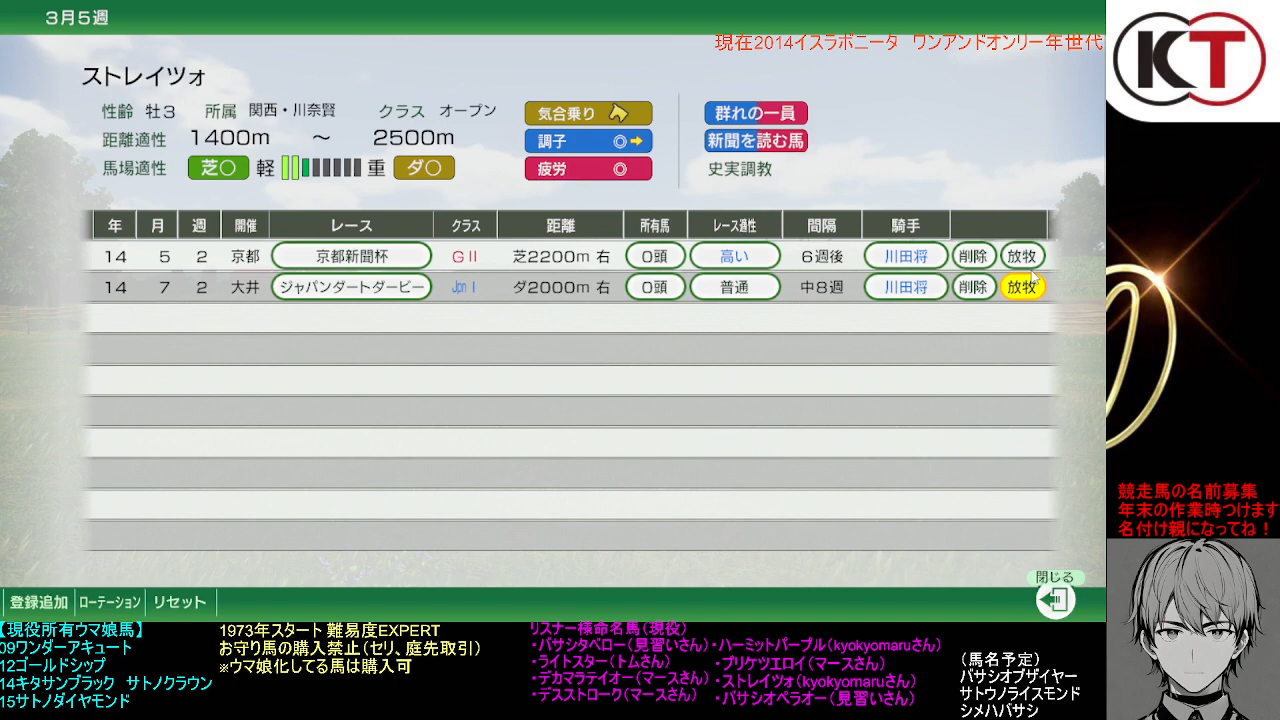 3月5週
現在2014イスラボニータ　ワンアンドオンリー年世代
KT
ストレイツォ
性齢 牡3 所属 関西・川奈賢 クラス オープン
距離適性 1400m ～ 2500m
馬場適性 芝○ 軽 重 ダ○
気合乗り
調子 ◎
疲労 ◎
群れの一員
新聞を読む馬
史実調教
年 月 週 開催 レース クラス 距離 所有馬 レース適性 間隔 騎手
14 5 2 京都 京都新聞杯 GII 芝2200m 右 0頭 高い 6週後 川田将 削除 放牧
14 7 2 大井 ジャパンダートダービー JpnI ダ2000m 右 0頭 普通 中8週 川田将 削除 放牧
競走馬の名前募集
年末の作業時つけます
名付け親になってね！
閉じる
登録追加 ローテーション リセット
【現役所有ウマ娘馬】
09ワンダーアキュート
12ゴールドシップ
14キタサンブラック　サトノクラウン
15サトノダイヤモンド
1973年スタート 難易度EXPERT
お守り馬の購入禁止（セリ、庭先取引）
※ウマ娘化してる馬は購入可
リスナー様命名馬（現役）
・バサシタベロー（見習いさん）・ハーミットパープル（kyokyomaruさん）
・ライトスター（トムさん）　・プリケツエロイ（マースさん）
・デカマラテイオー（マースさん）・ストレイツォ（kyokyomaruさん）
・デスストローク（マースさん）　・バサシオペラオー（見習いさん）
（馬名予定）
バサシオブザイヤー
サトウノライスモンド
シメハバサシ